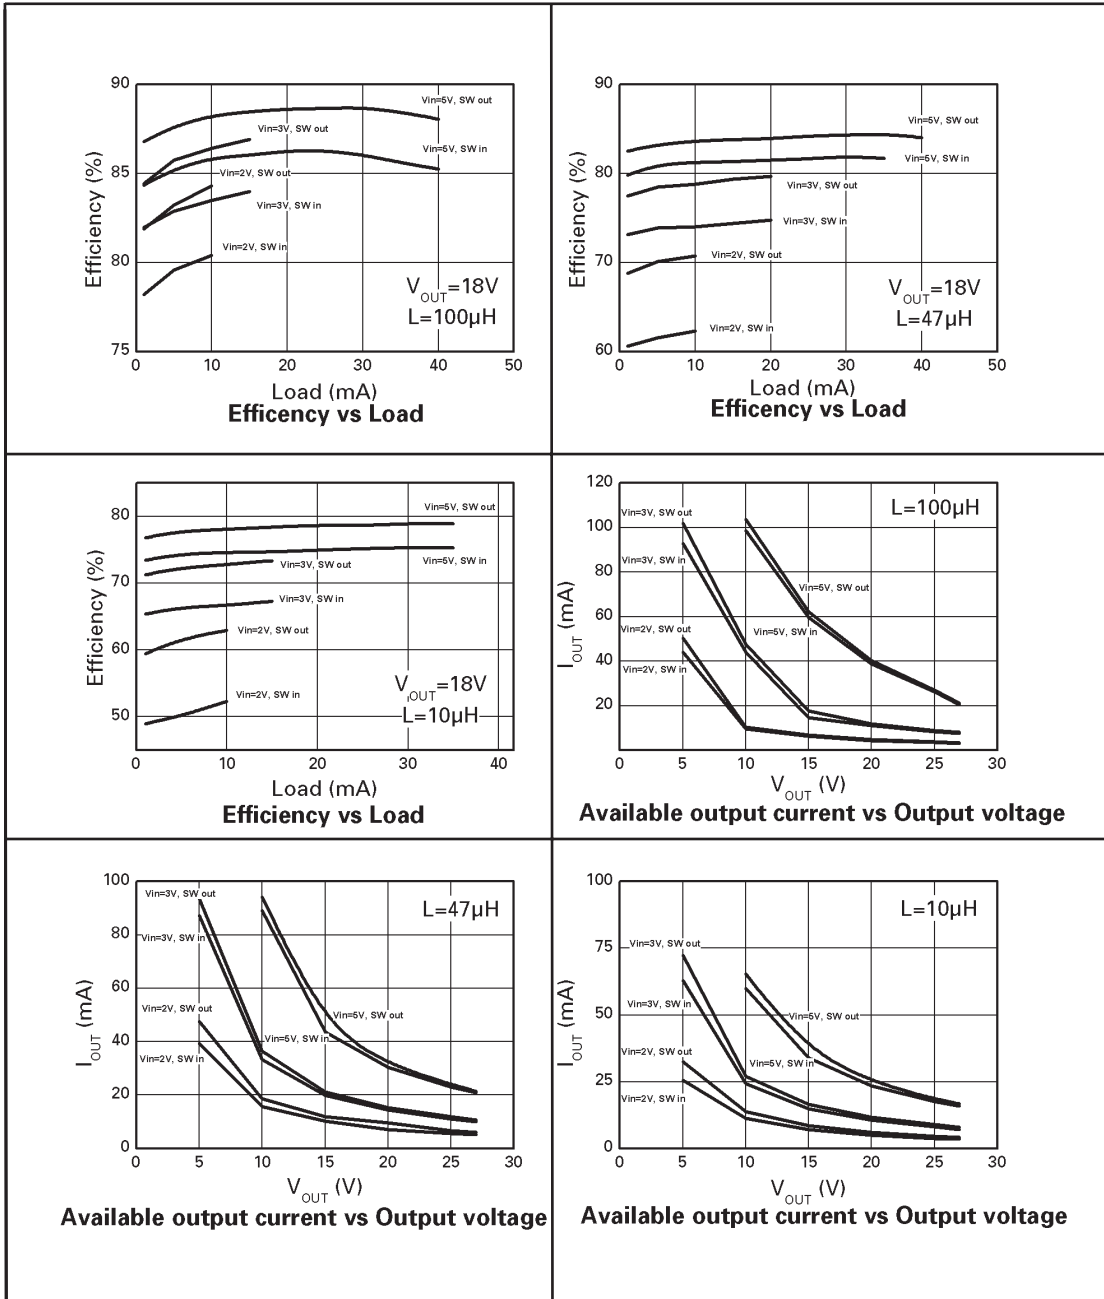 90
85
80
75
Efficiency (%)
Vin=5V, SW out
Vin=3V, SW out
Vin=5V, SW in
Vin=2V, SW out
Vin=3V, SW in
Vin=2V, SW in
VOUT=18V
L=100µH
0 10 20 30 40 50
Load (mA)
Efficency vs Load
90
80
70
60
Efficiency (%)
Vin=5V, SW out
Vin=5V, SW in
Vin=3V, SW out
Vin=3V, SW in
Vin=2V, SW out
Vin=2V, SW in
VOUT=18V
L=47µH
0 10 20 30 40 50
Load (mA)
Efficency vs Load
80
70
60
50
Efficiency (%)
Vin=5V, SW out
Vin=5V, SW in
Vin=3V, SW out
Vin=3V, SW in
Vin=2V, SW out
Vin=2V, SW in
VOUT=18V
L=10µH
0 10 20 30 40
Load (mA)
Efficiency vs Load
120
100
80
60
40
20
IOUT (mA)
L=100µH
Vin=3V, SW out
Vin=3V, SW in
Vin=5V, SW out
Vin=2V, SW out
Vin=5V, SW in
Vin=2V, SW in
0 5 10 15 20 25 30
VOUT (V)
Available output current vs Output voltage
100
80
60
40
20
0
IOUT (mA)
L=47µH
Vin=3V, SW out
Vin=3V, SW in
Vin=2V, SW out
Vin=5V, SW out
Vin=5V, SW in
Vin=2V, SW in
0 5 10 15 20 25 30
VOUT (V)
Available output current vs Output voltage
100
75
50
25
0
IOUT (mA)
L=10µH
Vin=3V, SW out
Vin=3V, SW in
Vin=5V, SW out
Vin=2V, SW out
Vin=5V, SW in
Vin=2V, SW in
0 5 10 15 20 25 30
VOUT (V)
Available output current vs Output voltage